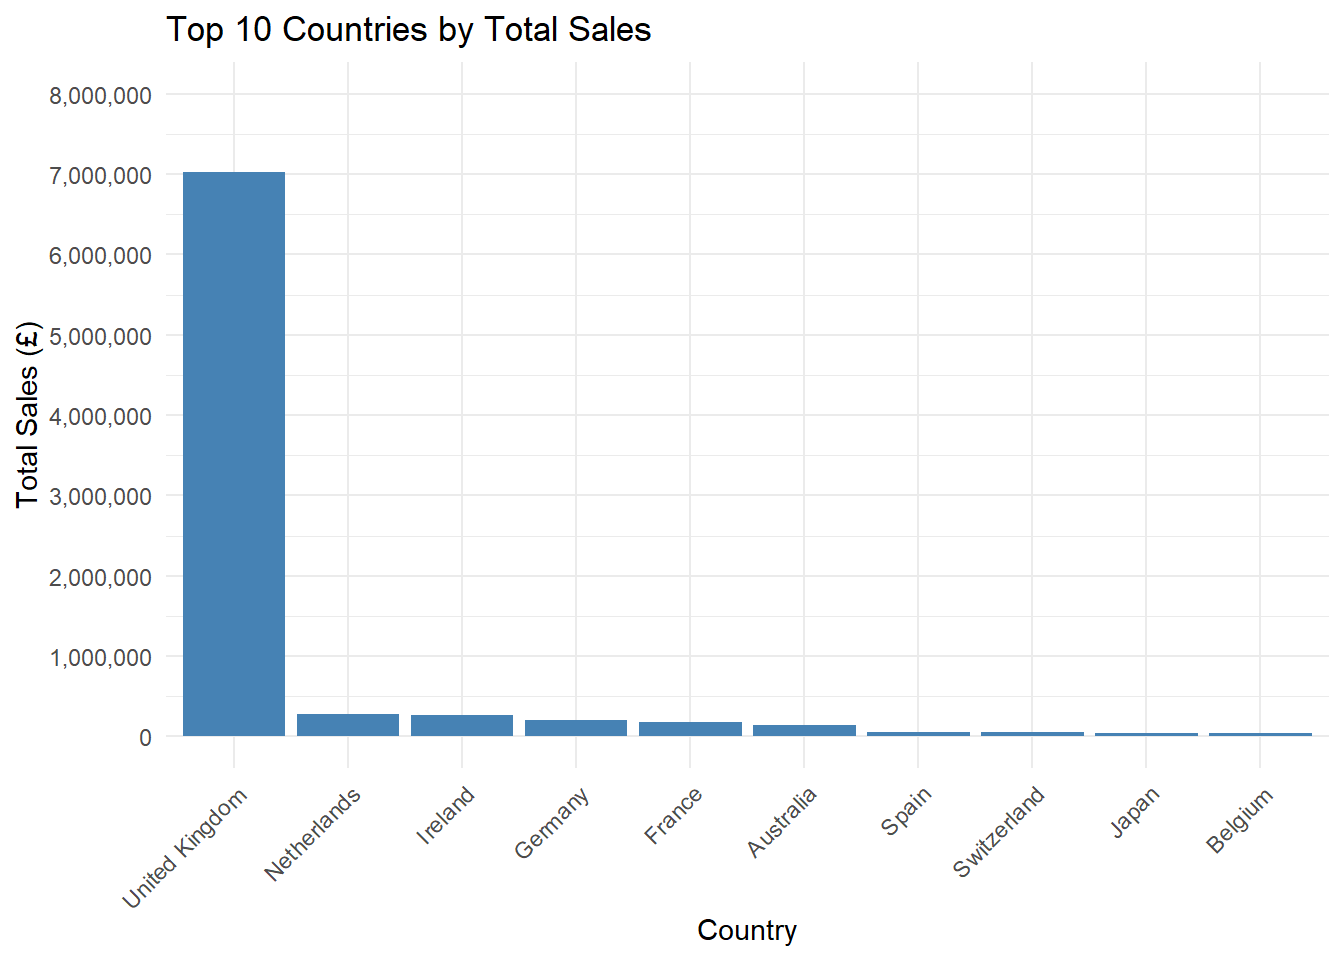 Top 10 Countries by Total Sales
Total Sales (£)
8,000,000
7,000,000
6,000,000
5,000,000
4,000,000
3,000,000
2,000,000
1,000,000
0
United Kingdom
Netherlands
Ireland
Germany
France
Australia
Spain
Switzerland
Japan
Belgium
Country